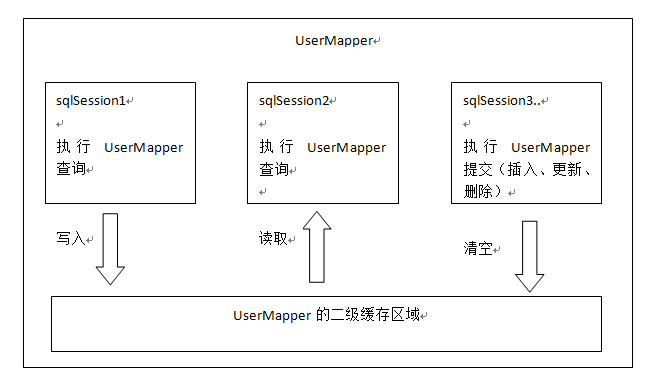 UserMapper
sqlSession1
执行 UserMapper
查询
写入
sqlSession2
执行 UserMapper
查询
读取
sqlSession3..
执行 UserMapper
提交（插入、更新、
删除）
清空
UserMapper 的二级缓存区域